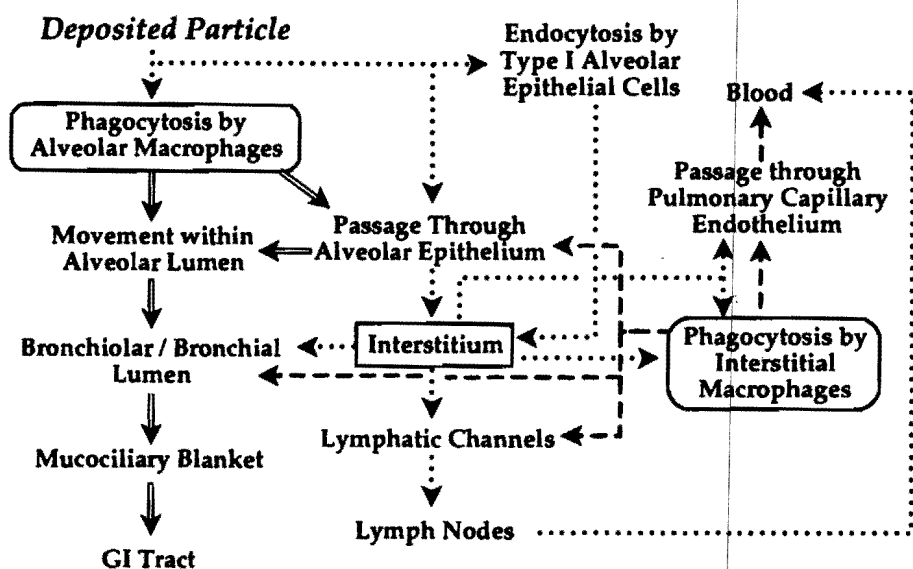 Deposited Particle
Endocytosis by
Type I Alveolar
Epithelial Cells
Blood
Phagocytosis by
Alveolar Macrophages
Passage through
Pulmonary Capillary
Endothelium
Passage Through
Alveolar Epithelium
Movement within
Alveolar Lumen
Interstitium
Phagocytosis by
Interstitial
Macrophages
Bronchiolar / Bronchial
Lumen
Lymphatic Channels
Mucociliary Blanket
Lymph Nodes
GI Tract